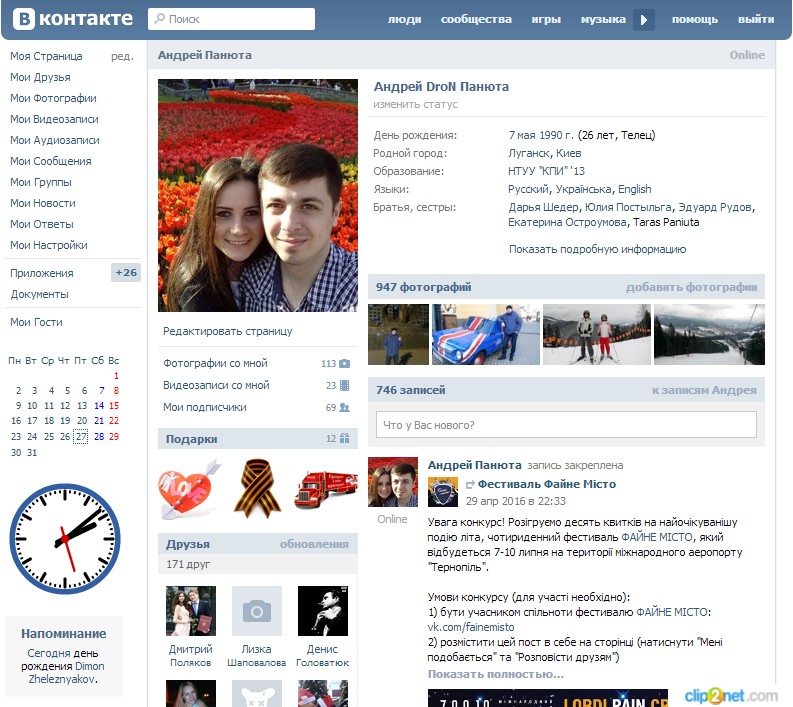 В контакте
Поиск
люди сообщества игры музыка помощь выйти
Моя Страница ред.
Мои Друзья
Мои Фотографии
Мои Видеозаписи
Мои Аудиозаписи
Мои Сообщения
Мои Группы
Мои Новости
Мои Ответы
Мои Настройки
Приложения +26
Документы
Мои Гости
Пн Вт Ср Чт Пт Сб Вс
1
2 3 4 5 6 7 8
9 10 11 12 13 14 15
16 17 18 19 20 21 22
23 24 25 26 27 28 29
30 31
Напоминание
Сегодня день
рождения Dimon
Zheleznyakov.
Андрей Панюта Online
Редактировать страницу
Фотографии со мной 113
Видеозаписи со мной 23
Мои подписчики 69
Подарки 12
LOVE
Друзья обновления
171 друг
Дмитрий
Поляков
Лизка
Шаповалова
Денис
Головатюк
Андрей DroN Панюта
изменить статус
День рождения: 7 мая 1990 г. (26 лет, Телец)
Родной город: Луганск, Киев
Образование: НТУУ "КПИ" '13
Языки: Русский, Українська, English
Братья, сестры: Дарья Шедер, Юлия Постыльга, Эдуард Рудов,
Екатерина Остроумова, Taras Paniuta
Показать подробную информацию
947 фотографий добавить фотографии
746 записей к записям Андрея
Что у Вас нового?
Андрей Панюта запись закреплена
Фестиваль Файне Місто
29 апр 2016 в 22:33
Online
Увага конкурс! Розігруємо десять квитків на найочікуванішу
подію літа, чотириденний фестиваль ФАЙНЕ МІСТО, який
відбудеться 7-10 липня на території міжнародного аеропорту
"Тернопіль".
Умови конкурсу (для участі необхідно):
1) бути учасником спільноти фестивалю ФАЙНЕ МІСТО:
vk.com/fainemisto
2) розмістити цей пост в себе на сторінці (натиснути "Мені
подобається" та "Розповісти друзям")
Показать полностью...
МІЖНАРОДНИЙ
clip2net.com